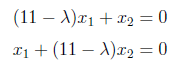 (11 − λ)x₁ + x₂ = 0
x₁ + (11 − λ)x₂ = 0